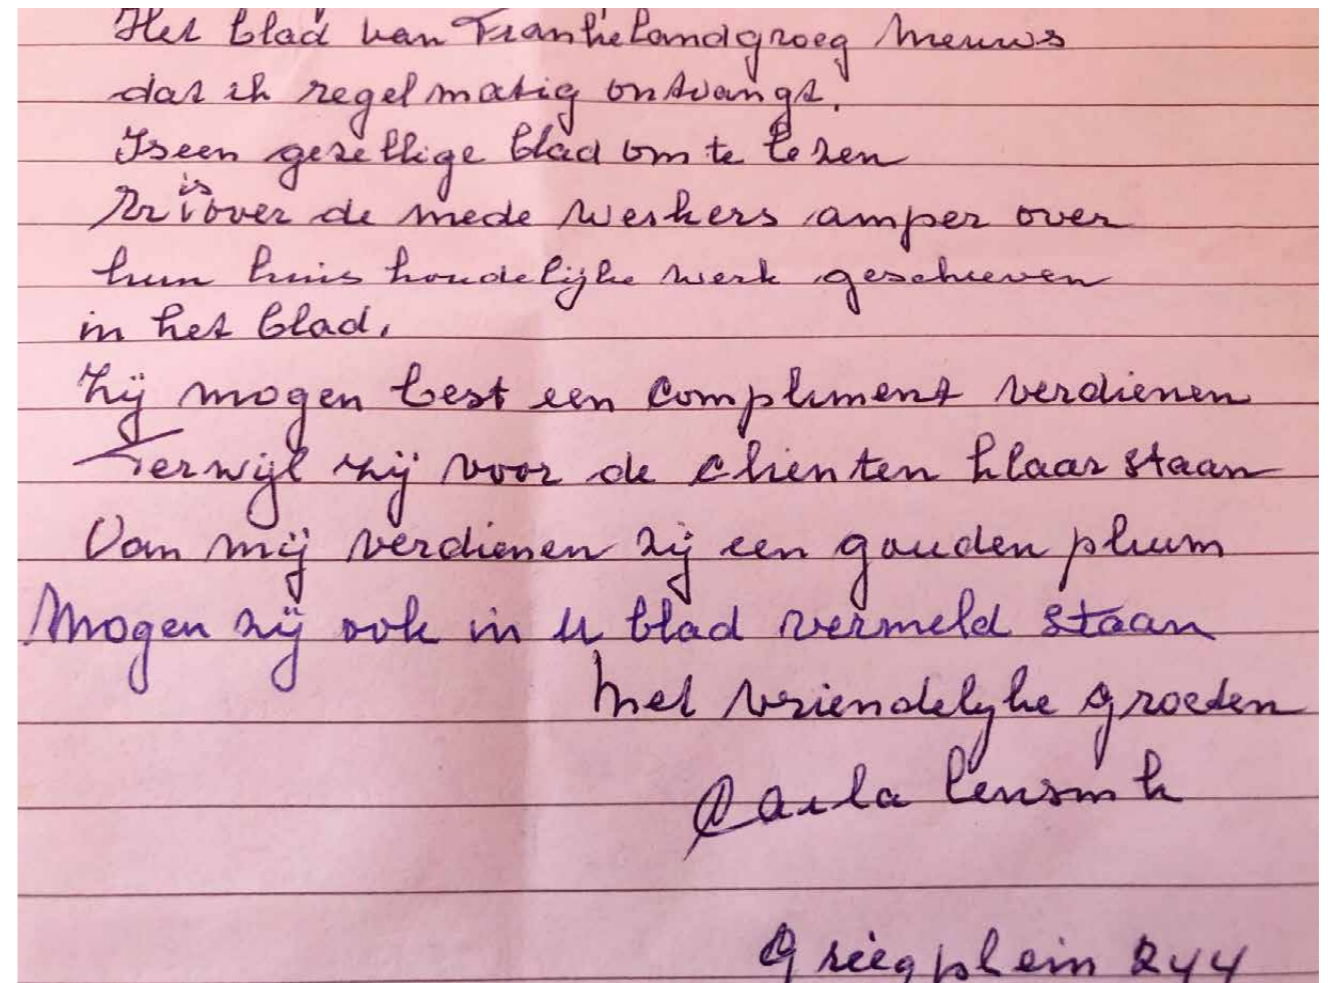 Het blad van Frankelandgroep Nieuws
dat ik regelmatig ontvangt.
Is een gezellige blad om te lezen
Er is over de mede werkers amper over
hun huis houdelijke werk geschreven
in het blad.
Zij mogen best een compliment verdienen
Terwijl zij voor de clienten klaar staan
Van mij verdienen zij een gouden pluim
Mogen zij ook in u blad vermeld staan
Met vriendelijke groeten
Carla Lensink
Griegplein 244